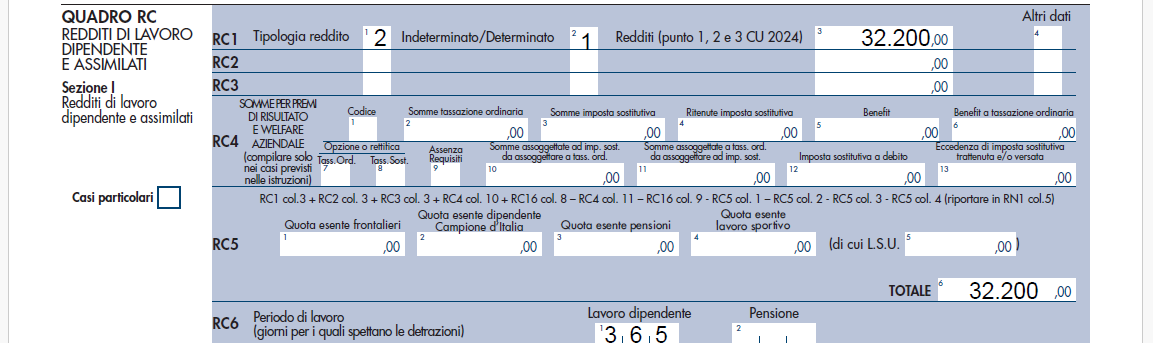 QUADRO RC
REDDITI DI LAVORO
DIPENDENTE
E ASSIMILATI
Sezione I
Redditi di lavoro
dipendente e assimilati
Casi particolari
Altri dati
RC1 Tipologia reddito 1 2 Indeterminato/Determinato 2 1 Redditi (punto 1, 2 e 3 CU 2024) 3 32.200,00 4
RC2 ,00
RC3 ,00
RC4
SOMME PER PREMI
DI RISULTATO
E WELFARE
AZIENDALE
(compilare solo
nei casi previsti
nelle istruzioni)
Codice Somme tassazione ordinaria Somme imposta sostitutiva Ritenute imposta sostitutiva Benefit Benefit a tassazione ordinaria
1 2 ,00 3 ,00 4 ,00 5 ,00 6 ,00
Opzione o rettifica
Tass. Ord. Tass. Sost.
Assenza
Requisiti
Somme assoggettate ad imp. sost.
da assoggettare a tass. ord.
Somme assoggettate a tass. ord.
da assoggettare ad imp. sost.
Imposta sostitutiva a debito
Eccedenza di imposta sostitutiva
trattenuta e/o versata
7 8 9 10 ,00 11 ,00 12 ,00 13 ,00
RC1 col.3 + RC2 col. 3 + RC3 col. 3 + RC4 col. 10 + RC16 col. 8 – RC4 col. 11 – RC16 col. 9 - RC5 col. 1 – RC5 col. 2 - RC5 col. 3 - RC5 col. 4 (riportare in RN1 col.5)
Quota esente frontalieri
Quota esente dipendente
Campione d'Italia
Quota esente pensioni
Quota esente
lavoro sportivo
RC5 1 ,00 2 ,00 3 ,00 4 ,00 (di cui L.S.U. 5 ,00 )
TOTALE 6 32.200 ,00
RC6 Periodo di lavoro
(giorni per i quali spettano le detrazioni)
Lavoro dipendente Pensione
1 3 6 5 2